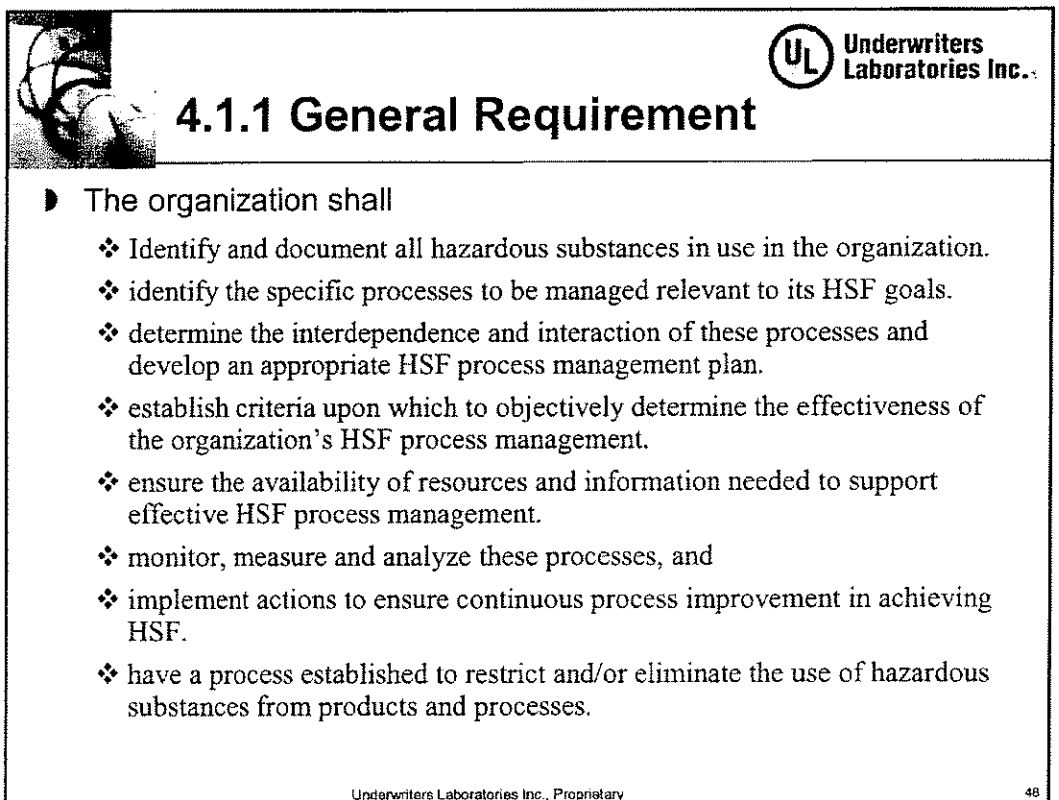 UL Underwriters
Laboratories Inc.
4.1.1 General Requirement
The organization shall
❖ Identify and document all hazardous substances in use in the organization.
❖ identify the specific processes to be managed relevant to its HSF goals.
❖ determine the interdependence and interaction of these processes and
develop an appropriate HSF process management plan.
❖ establish criteria upon which to objectively determine the effectiveness of
the organization's HSF process management.
❖ ensure the availability of resources and information needed to support
effective HSF process management.
❖ monitor, measure and analyze these processes, and
❖ implement actions to ensure continuous process improvement in achieving
HSF.
❖ have a process established to restrict and/or eliminate the use of hazardous
substances from products and processes.
Underwriters Laboratories Inc., Proprietary
48